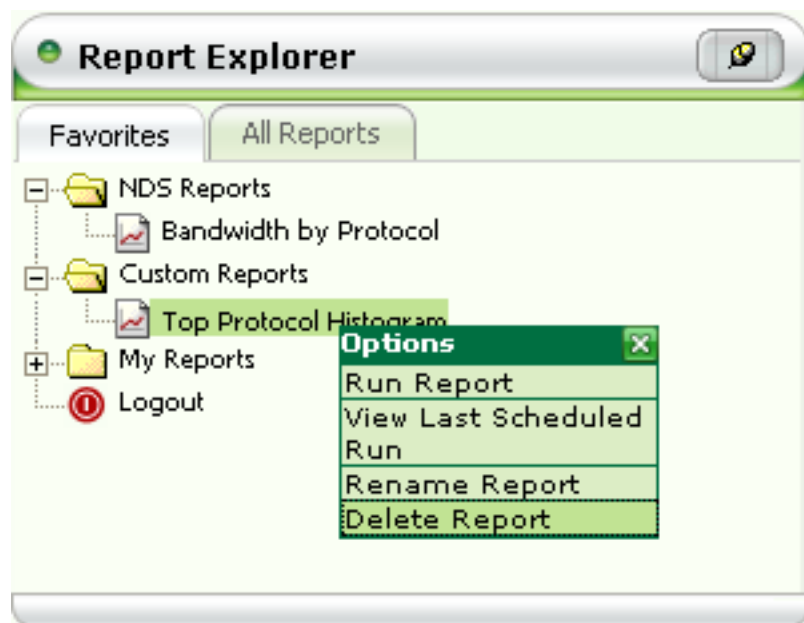 Report Explorer
Favorites
All Reports
NDS Reports
Bandwidth by Protocol
Custom Reports
Top Protocol Histogram
Options
Run Report
View Last Scheduled
Run
Rename Report
Delete Report
My Reports
Logout